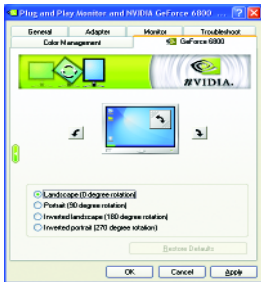 Plug and Play Monitor and NVIDIA GeForce 6800 ...
General Adapter Monitor Troubleshoot
Color Management GeForce 6800
NVIDIA.
Landscape (0 degree rotation)
Portrait (90 degree rotation)
Inverted landscape (180 degree rotation)
Inverted portrait (270 degree rotation)
Restore Defaults
OK Cancel Apply